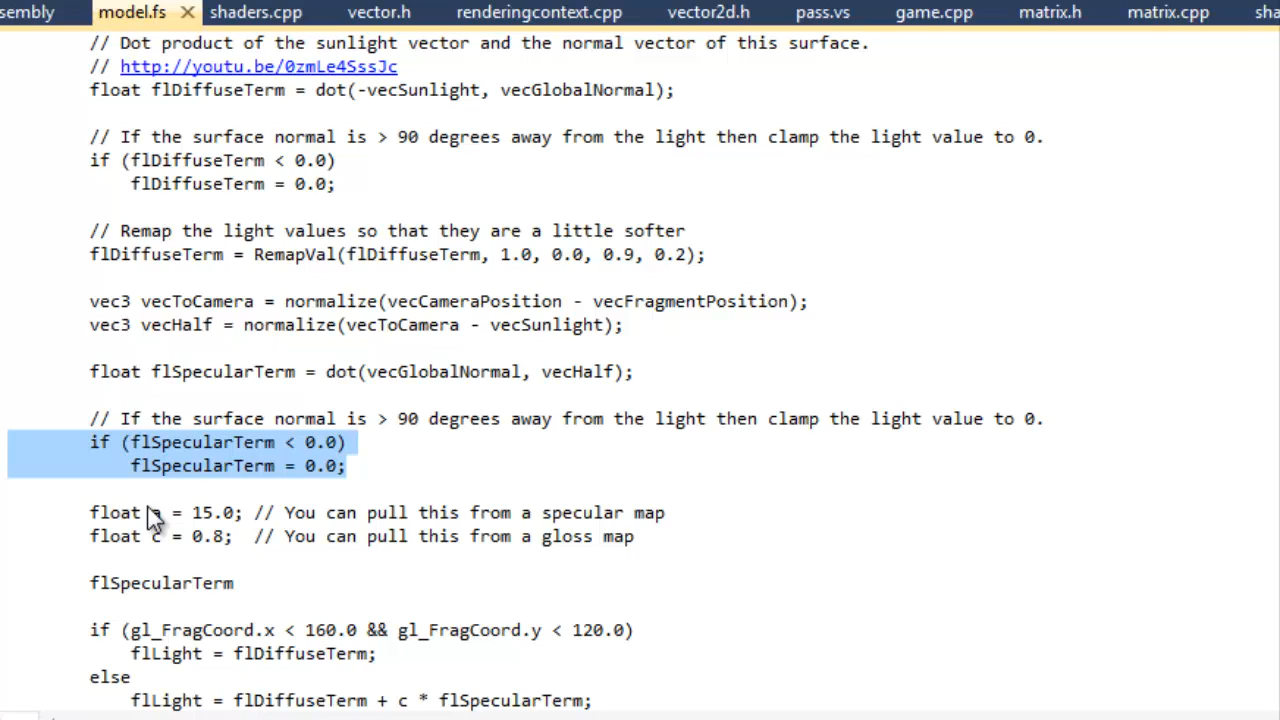 sembly model.fs shaders.cpp vector.h renderingcontext.cpp vector2d.h pass.vs game.cpp matrix.h matrix.cpp sha
// Dot product of the sunlight vector and the normal vector of this surface.
// http://youtu.be/0zmLe4SssJc
float flDiffuseTerm = dot(-vecSunlight, vecGlobalNormal);
// If the surface normal is > 90 degrees away from the light then clamp the light value to 0.
if (flDiffuseTerm < 0.0)
flDiffuseTerm = 0.0;
// Remap the light values so that they are a little softer
flDiffuseTerm = RemapVal(flDiffuseTerm, 1.0, 0.0, 0.9, 0.2);
vec3 vecToCamera = normalize(vecCameraPosition - vecFragmentPosition);
vec3 vecHalf = normalize(vecToCamera - vecSunlight);
float flSpecularTerm = dot(vecGlobalNormal, vecHalf);
// If the surface normal is > 90 degrees away from the light then clamp the light value to 0.
if (flSpecularTerm < 0.0)
flSpecularTerm = 0.0;
float a = 15.0; // You can pull this from a specular map
float c = 0.8; // You can pull this from a gloss map
flSpecularTerm
if (gl_FragCoord.x < 160.0 && gl_FragCoord.y < 120.0)
flLight = flDiffuseTerm;
else
flLight = flDiffuseTerm + c * flSpecularTerm;